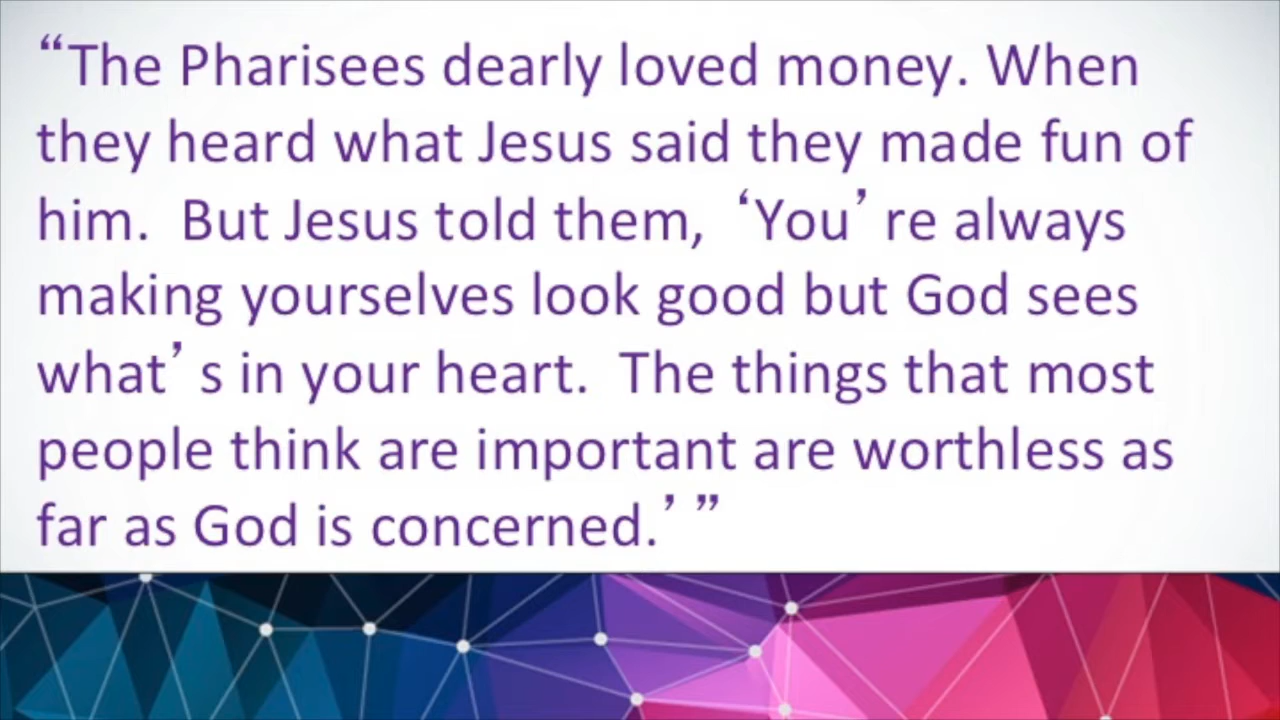 “The Pharisees dearly loved money. When
they heard what Jesus said they made fun of
him.  But Jesus told them,  ‘You’ re always
making yourselves look good but God sees
what’ s in your heart.  The things that most
people think are important are worthless as
far as God is concerned.’ ”